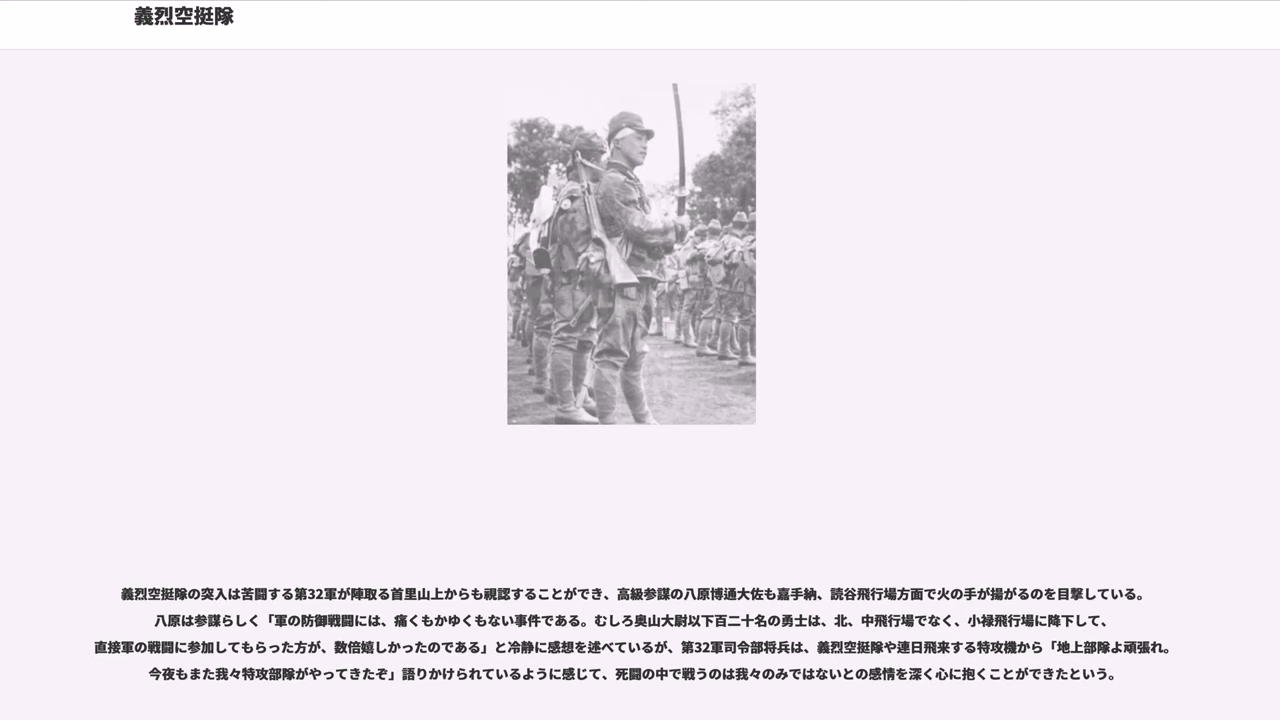 義烈空挺隊
義烈空挺隊の突入は苦闘する第32軍が陣取る首里山上からも視認することができ、高級参謀の八原博通大佐も嘉手納、読谷飛行場方面で火の手が揚がるのを目撃している。
八原は参謀らしく「軍の防御戦闘には、痛くもかゆくもない事件である。むしろ奥山大尉以下百二十名の勇士は、北、中飛行場でなく、小禄飛行場に降下して、
直接軍の戦闘に参加してもらった方が、数倍嬉しかったのである」と冷静に感想を述べているが、第32軍司令部将兵は、義烈空挺隊や連日飛来する特攻機から「地上部隊よ頑張れ。
今夜もまた我々特攻部隊がやってきたぞ」語りかけられているように感じて、死闘の中で戦うのは我々のみではないとの感情を深く心に抱くことができたという。